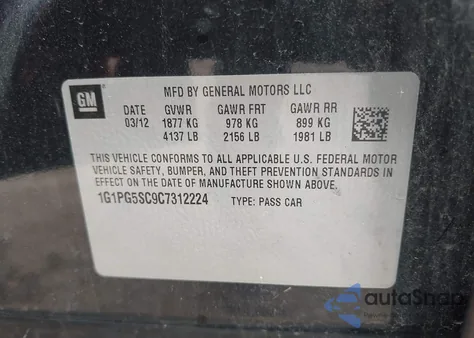 GM
MFD BY GENERAL MOTORS LLC
03/12 GVWR GAWR FRT GAWR RR
1877 KG 978 KG 899 KG
4137 LB 2156 LB 1981 LB
THIS VEHICLE CONFORMS TO ALL APPLICABLE U.S. FEDERAL MOTOR
VEHICLE SAFETY, BUMPER, AND THEFT PREVENTION STANDARDS
IN EFFECT ON THE DATE OF MANUFACTURE SHOWN ABOVE.
1G1PG5SC9C7312224 TYPE: PASS CAR
autoSnap